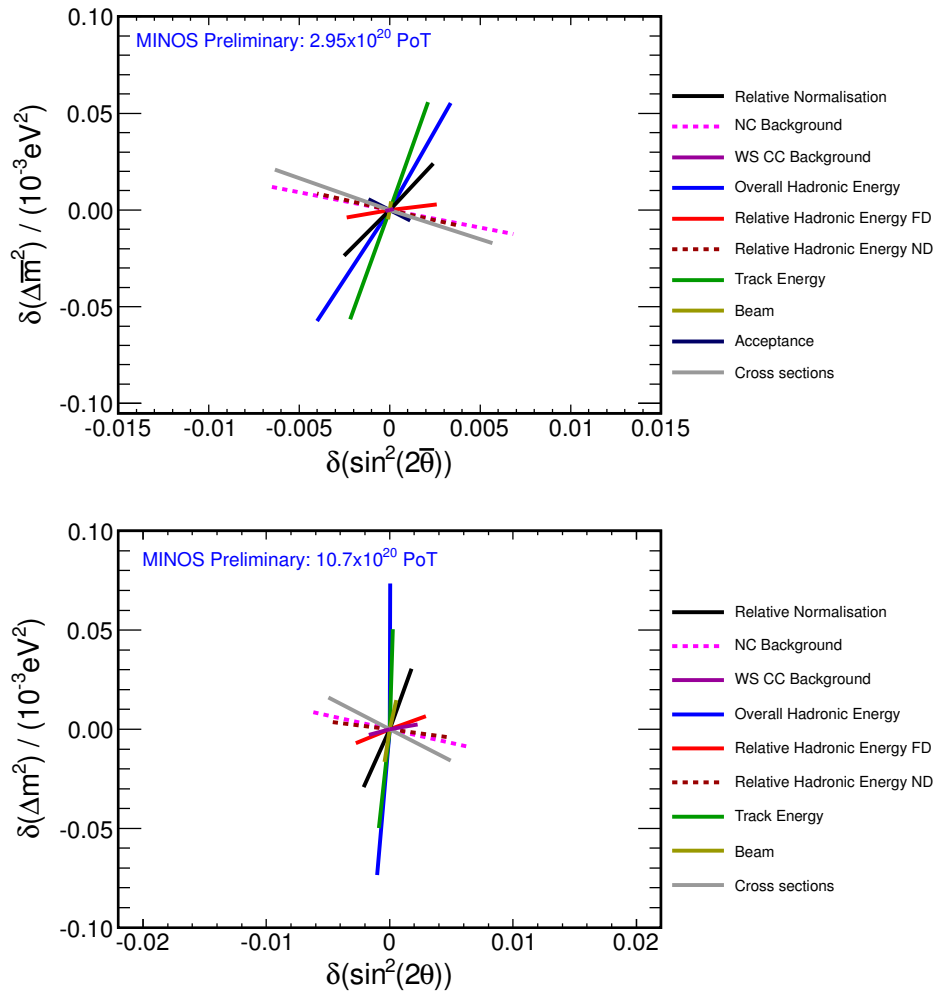 MINOS Preliminary: 2.95x10²⁰ PoT
0.10
0.05
0.00
-0.05
-0.10
δ(Δm̅²) / (10⁻³eV²)
-0.015
-0.01
-0.005
0
0.005
0.01
0.015
δ(sin²(2θ̅))
Relative Normalisation
NC Background
WS CC Background
Overall Hadronic Energy
Relative Hadronic Energy FD
Relative Hadronic Energy ND
Track Energy
Beam
Acceptance
Cross sections
MINOS Preliminary: 10.7x10²⁰ PoT
0.10
0.05
0.00
-0.05
-0.10
δ(Δm²) / (10⁻³eV²)
-0.02
-0.01
0
0.01
0.02
δ(sin²(2θ))
Relative Normalisation
NC Background
WS CC Background
Overall Hadronic Energy
Relative Hadronic Energy FD
Relative Hadronic Energy ND
Track Energy
Beam
Cross sections